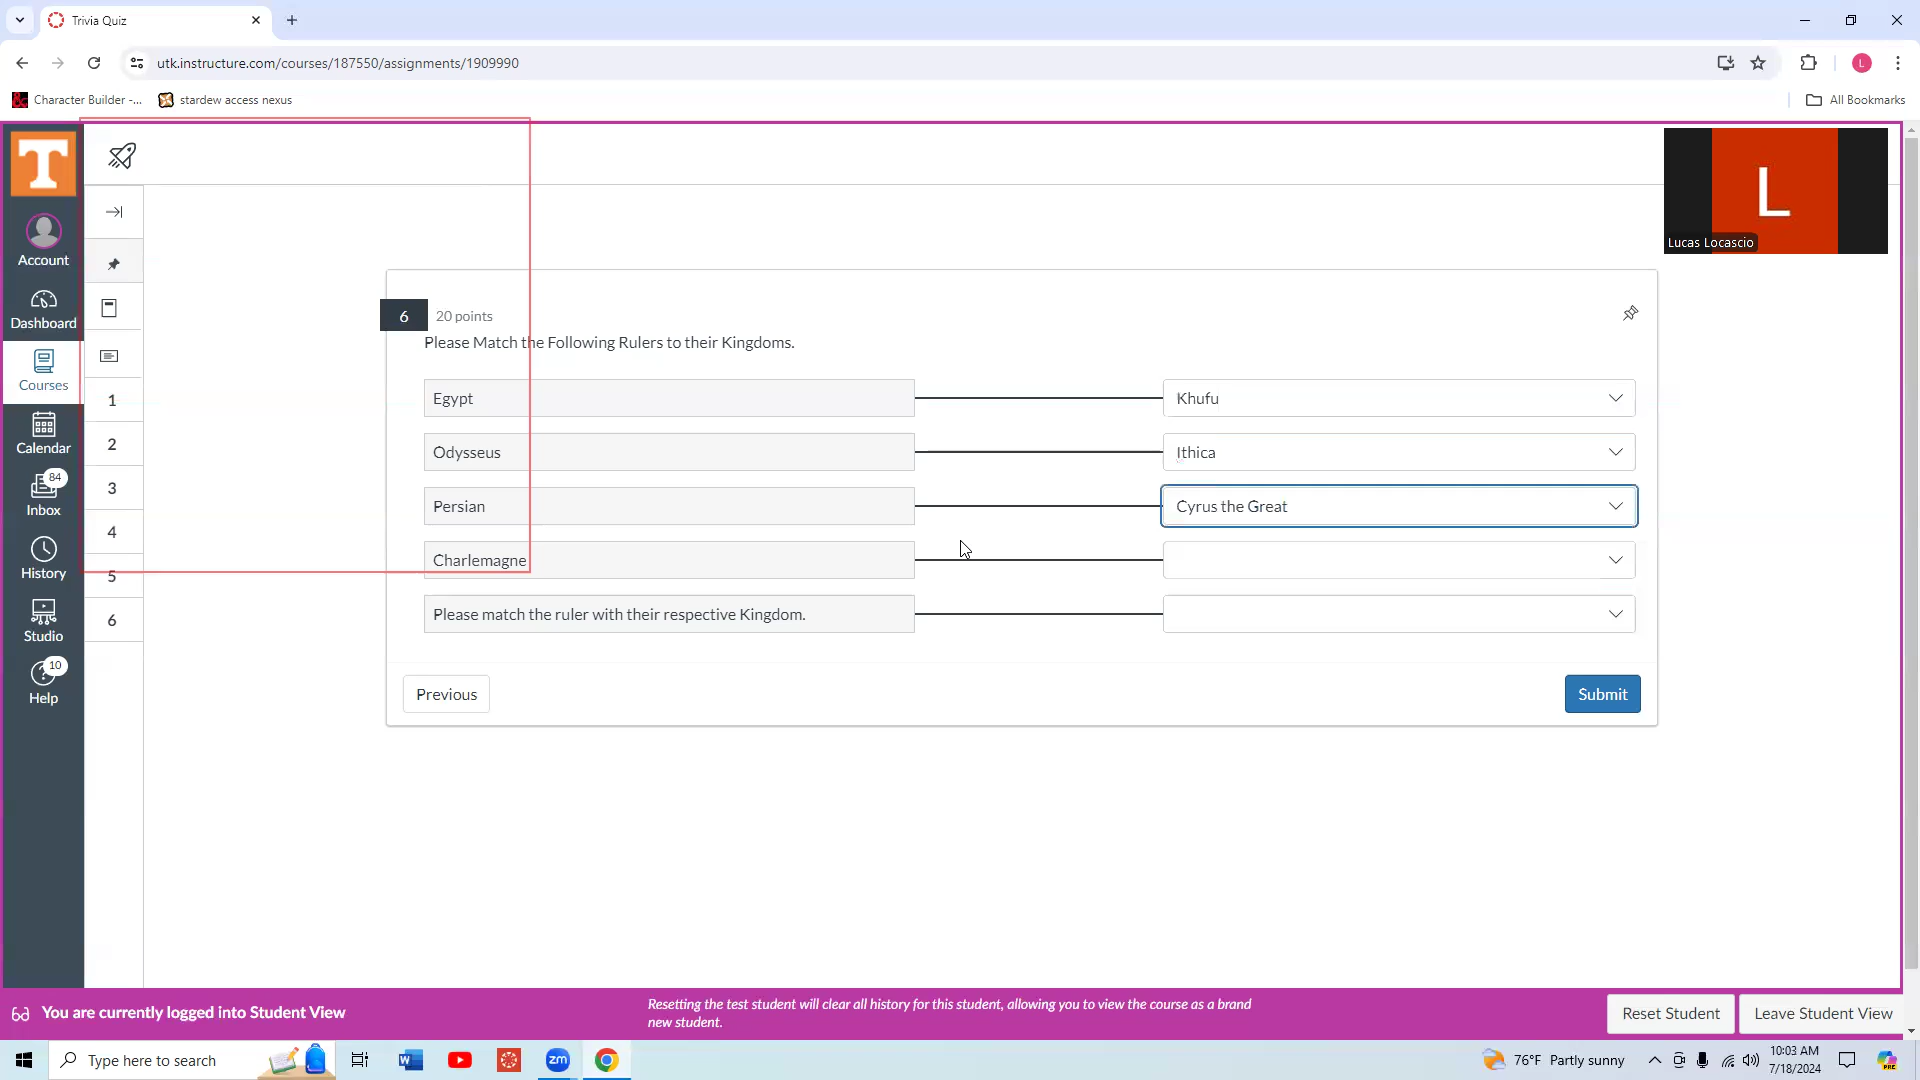 Trivia Quiz
utk.instructure.com/courses/187550/assignments/1909990
L
Character Builder -...
stardew access nexus
All Bookmarks
T
Account
Dashboard
Courses
Calendar
84
Inbox
History
Studio
10
Help
1
2
3
4
5
6
L
Lucas Locascio
6
20 points
Please Match the Following Rulers to their Kingdoms.
Egypt
Khufu
Odysseus
Ithica
Persian
Cyrus the Great
Charlemagne
Please match the ruler with their respective Kingdom.
Previous
Submit
You are currently logged into Student View
Resetting the test student will clear all history for this student, allowing you to view the course as a brand
new student.
Reset Student
Leave Student View
Type here to search
W
zm
76°F Partly sunny
10:03 AM
7/18/2024
PRE